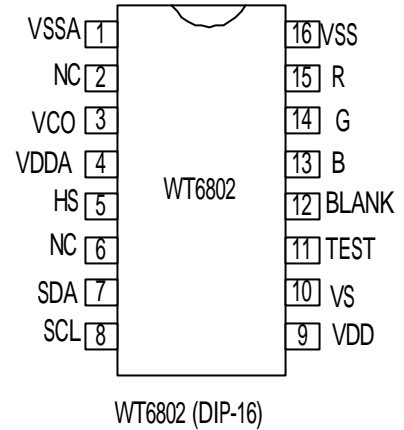 VSSA 1 16 VSS
NC 2 15 R
VCO 3 14 G
VDDA 4 13 B
WT6802
HS 5 12 BLANK
NC 6 11 TEST
SDA 7 10 VS
SCL 8 9 VDD
WT6802 (DIP-16)